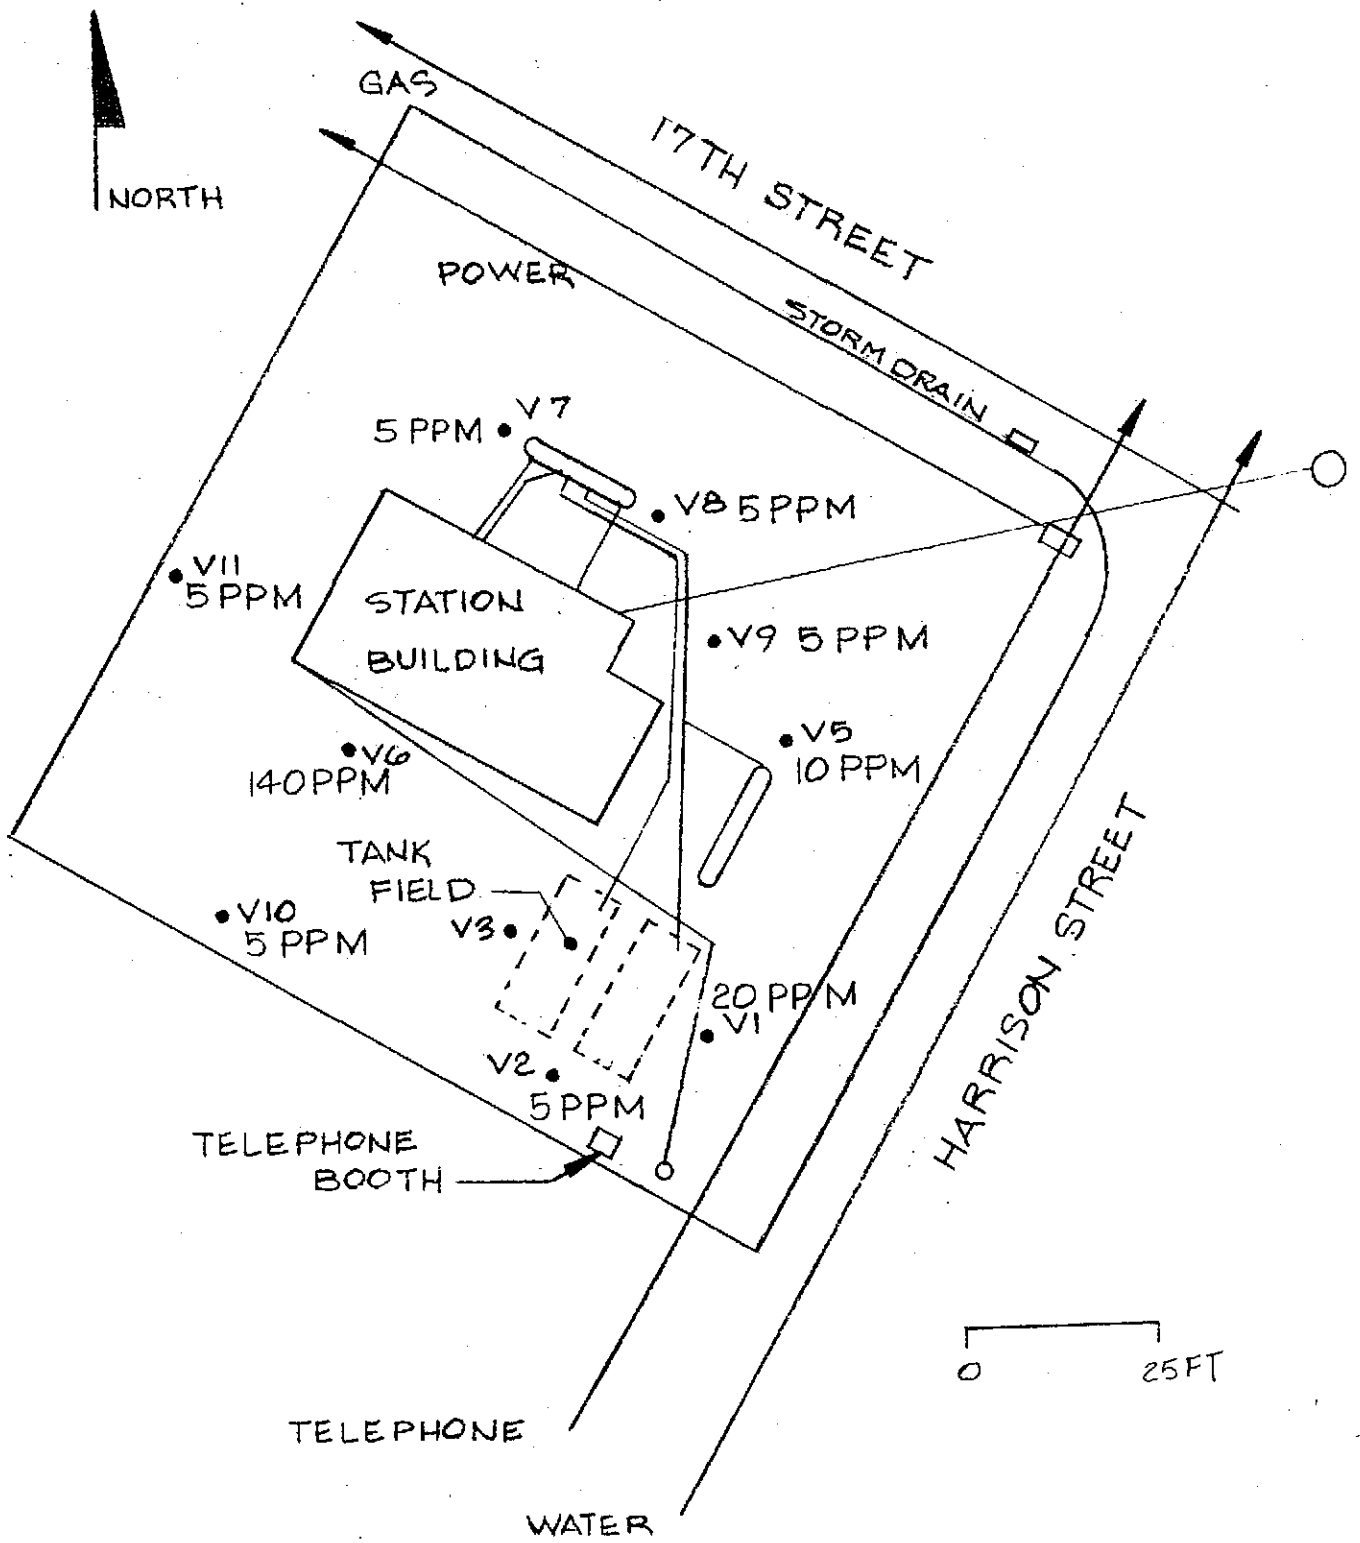 GAS
17TH STREET
NORTH
POWER
STORM DRAIN
V7
5 PPM
V8 5 PPM
V11
5 PPM
STATION
BUILDING
V9 5 PPM
V5
10 PPM
V6
140 PPM
TANK
FIELD
V10
5 PPM
V3
20 PPM
V1
V2
5 PPM
HARRISON STREET
TELEPHONE
BOOTH
0
25 FT
TELEPHONE
WATER